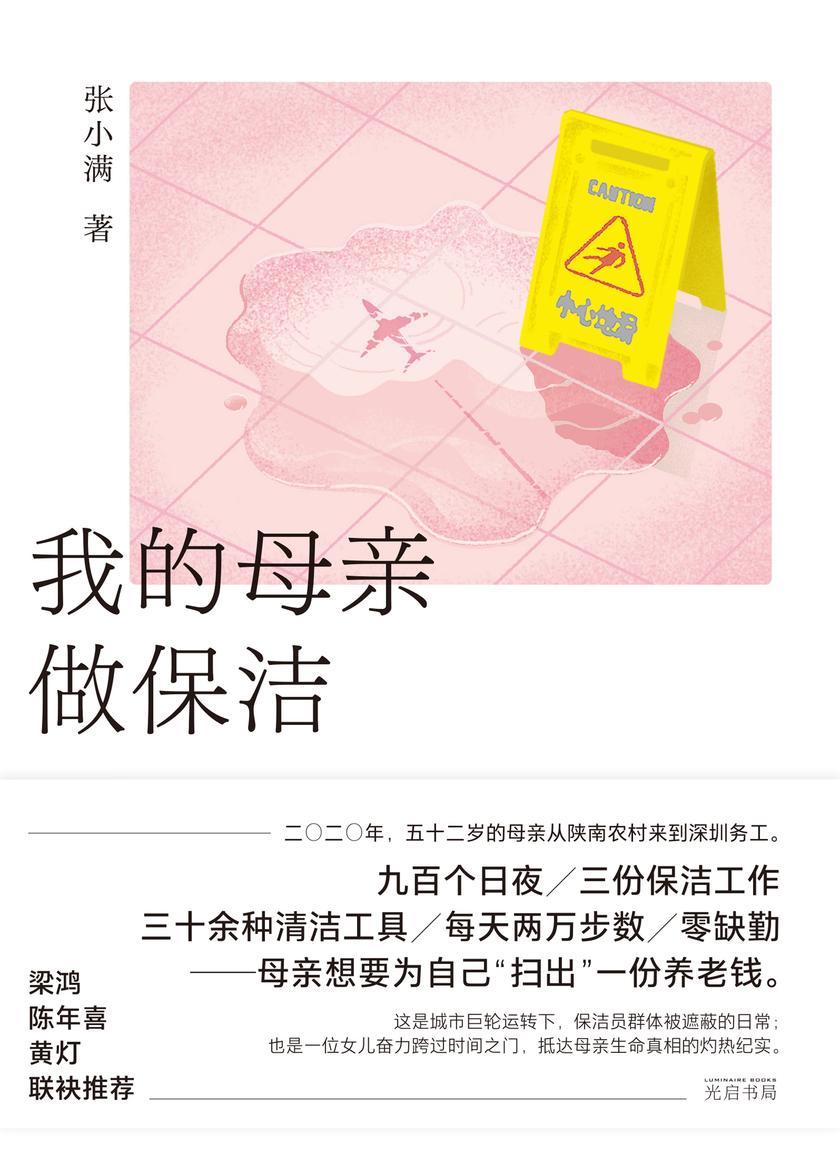 张小满 著
CAUTION
小心地滑
我的母亲
做保洁
二〇二〇年，五十二岁的母亲从陕南农村来到深圳务工。
九百个日夜／三份保洁工作
三十余种清洁工具／每天两万步数／零缺勤
——母亲想要为自己“扫出”一份养老钱。
这是城市巨轮运转下，保洁员群体被遮蔽的日常；
也是一位女儿奋力跨过时间之门，抵达母亲生命真相的灼热纪实。
梁鸿
陈年喜
黄灯
联袂推荐
LUMINAIRE BOOKS
光启书局